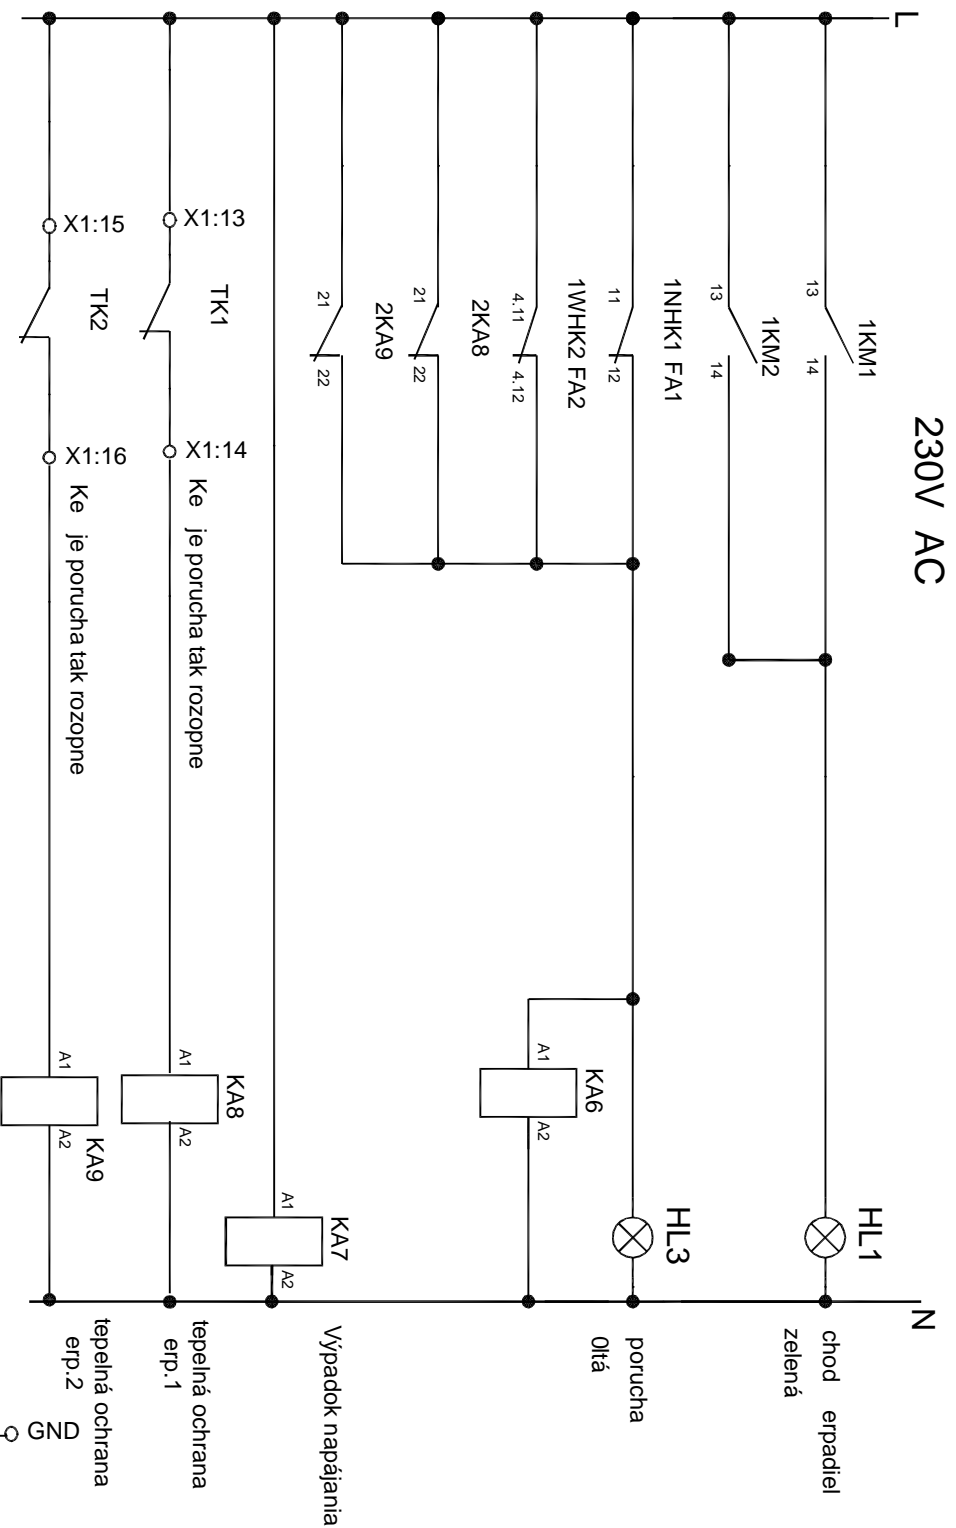 230V AC
L
N
1KM1
13
14
HL1
chod erpadiel
zelená
1KM2
13
14
1NHK1 FA1
11
12
HL3
porucha
0ltá
1WHK2 FA2
4.11
4.12
KA6
A1
A2
2KA8
21
22
2KA9
21
22
KA7
A1
A2
Výpadok napájania
X1:13
TK1
X1:14
Ke je porucha tak rozopne
KA8
A1
A2
tepelná ochrana
erp.1
X1:15
TK2
X1:16
Ke je porucha tak rozopne
A1
A2
KA9
tepelná ochrana
erp.2
GND